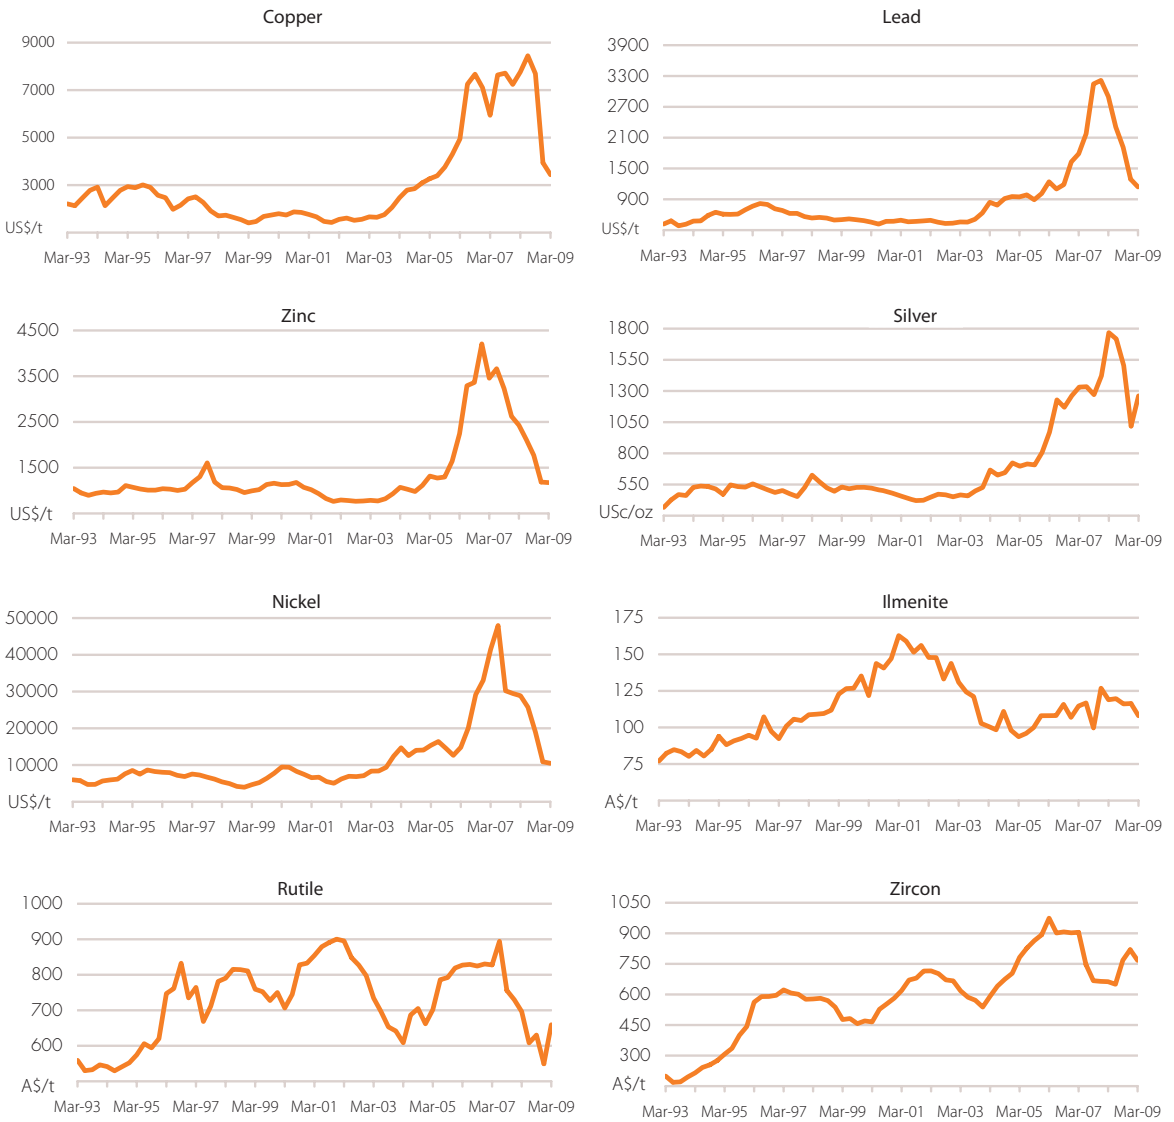 Copper
9000
7000
5000
3000
US$/t
Mar-93 Mar-95 Mar-97 Mar-99 Mar-01 Mar-03 Mar-05 Mar-07 Mar-09
Lead
3900
3300
2700
2100
1500
900
US$/t
Mar-93 Mar-95 Mar-97 Mar-99 Mar-01 Mar-03 Mar-05 Mar-07 Mar-09
Zinc
4500
3500
2500
1500
US$/t
Mar-93 Mar-95 Mar-97 Mar-99 Mar-01 Mar-03 Mar-05 Mar-07 Mar-09
Silver
1800
1550
1300
1050
800
550
USc/oz
Mar-93 Mar-95 Mar-97 Mar-99 Mar-01 Mar-03 Mar-05 Mar-07 Mar-09
Nickel
50000
40000
30000
20000
10000
US$/t
Mar-93 Mar-95 Mar-97 Mar-99 Mar-01 Mar-03 Mar-05 Mar-07 Mar-09
Ilmenite
175
150
125
100
75
A$/t
Mar-93 Mar-95 Mar-97 Mar-99 Mar-01 Mar-03 Mar-05 Mar-07 Mar-09
Rutile
1000
900
800
700
600
A$/t
Mar-93 Mar-95 Mar-97 Mar-99 Mar-01 Mar-03 Mar-05 Mar-07 Mar-09
Zircon
1050
900
750
600
450
300
A$/t
Mar-93 Mar-95 Mar-97 Mar-99 Mar-01 Mar-03 Mar-05 Mar-07 Mar-09